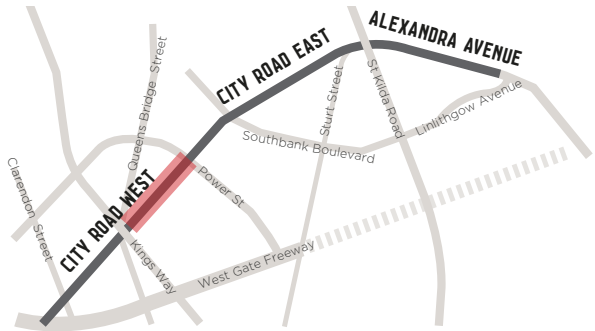 ALEXANDRA AVENUE
CITY ROAD EAST
Queens Bridge Street
Sturt Street
St Kilda Road
Linlithgow Avenue
Southbank Boulevard
Clarendon Street
CITY ROAD WEST
Power St
Kings Way
West Gate Freeway